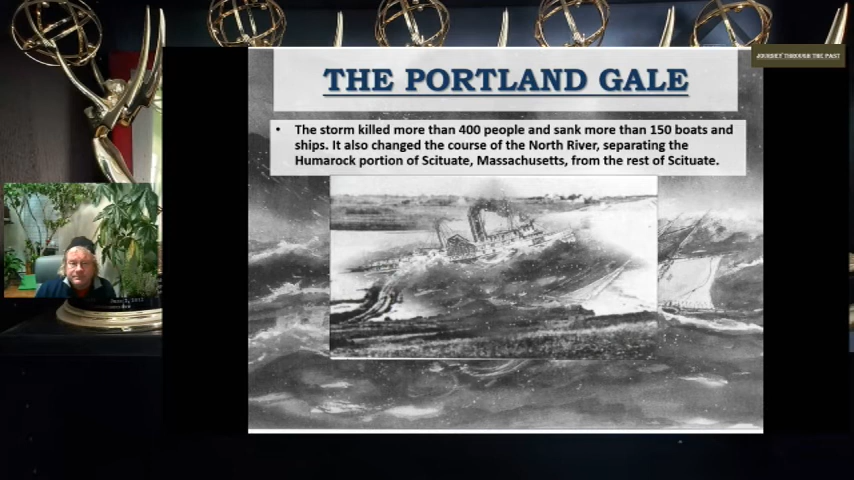 JOURNEY THROUGH THE PAST
THE PORTLAND GALE
• The storm killed more than 400 people and sank more than 150 boats and
ships. It also changed the course of the North River, separating the
Humarock portion of Scituate, Massachusetts, from the rest of Scituate.